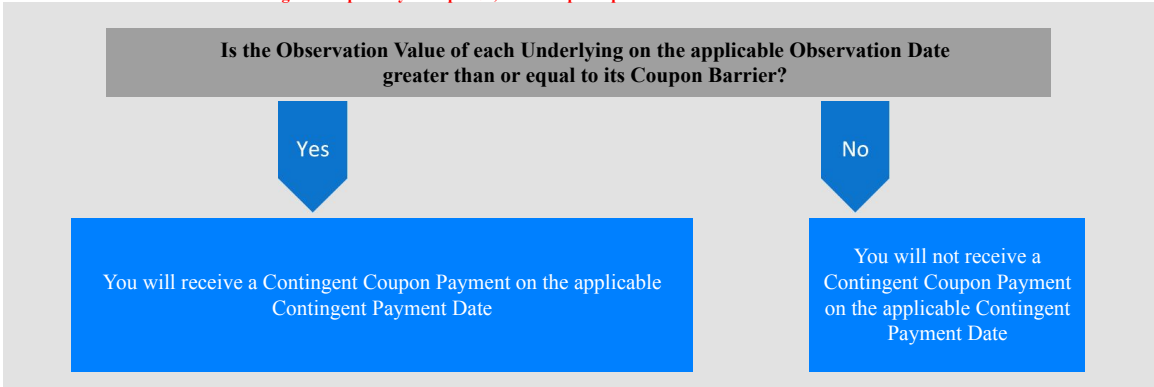 Is the Observation Value of each Underlying on the applicable Observation Date
greater than or equal to its Coupon Barrier?
Yes
No
You will receive a Contingent Coupon Payment on the applicable
Contingent Payment Date
You will not receive a
Contingent Coupon Payment
on the applicable Contingent
Payment Date